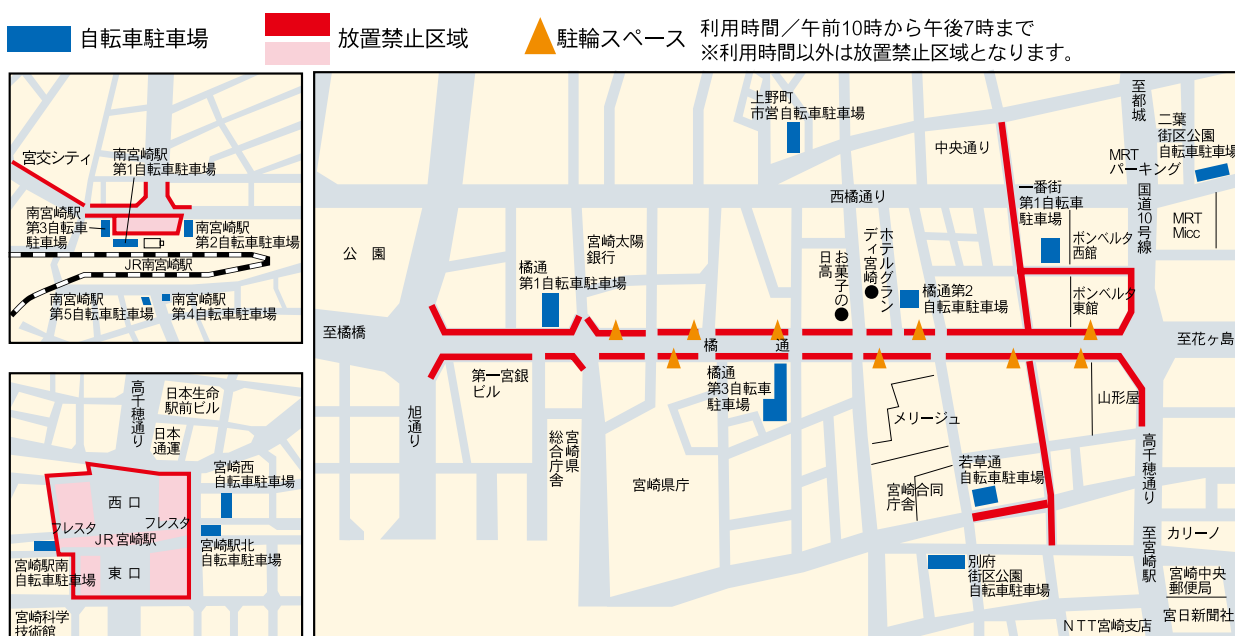 自転車駐車場
放置禁止区域
駐輪スペース
利用時間／午前10時から午後7時まで
※利用時間以外は放置禁止区域となります。
宮交シティ
南宮崎駅
第1自転車駐車場
南宮崎駅
第3自転車
駐車場
南宮崎駅
第2自転車駐車場
JR南宮崎駅
南宮崎駅
第5自転車駐車場
南宮崎駅
第4自転車駐車場
高千穂通り
日本生命
駅前ビル
日本
通運
宮崎西
自転車駐車場
西口
フレスタ
フレスタ
JR宮崎駅
宮崎駅北
自転車駐車場
宮崎駅南
自転車駐車場
東口
宮崎科学
技術館
上野町
市営自転車駐車場
中央通り
至都城
二葉
街区公園
自転車駐車場
MRT
パーキング
西橘通り
一番街
第1自転車
駐車場
国道10号線
MRT
Micc
ボンベルタ
西館
公園
宮崎太陽
銀行
橘通
第1自転車駐車場
お菓子の
日高
ホテルグラン
ディ宮崎
橘通第2
自転車駐車場
ボンベルタ
東館
至橘橋
橘通
至花ヶ島
第一宮銀
ビル
橘通
第3自転車
駐車場
旭通り
宮崎県
総合庁舎
宮崎県庁
メリージュ
山形屋
若草通
自転車駐車場
宮崎合同
庁舎
高千穂通り
至宮崎駅
カリーノ
別府
街区公園
自転車駐車場
宮崎中央
郵便局
宮日新聞社
NTT宮崎支店